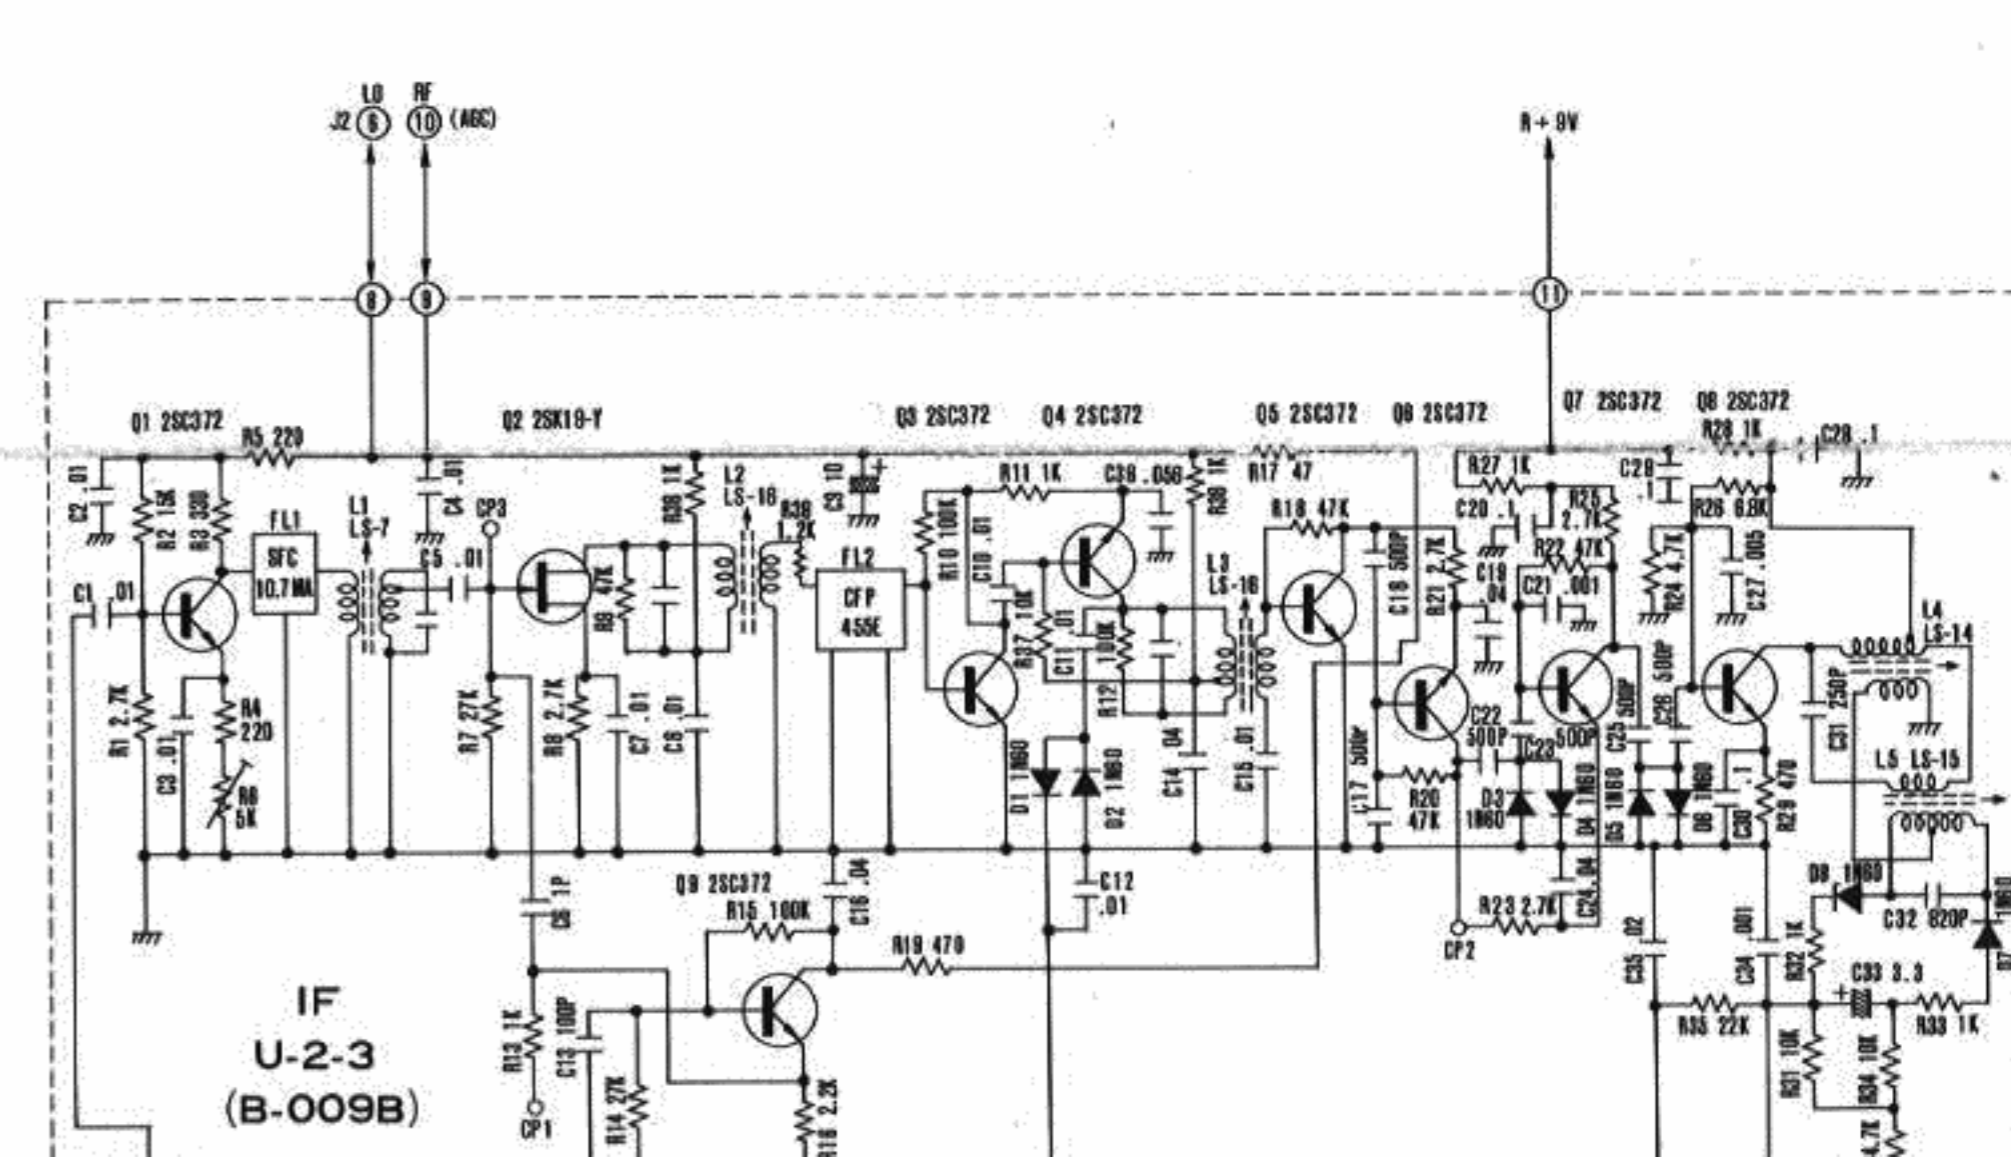 LO RF
J2 6 10 (AGC)
R+9V
8 9 11
Q1 2SC372
R5 220
Q2 2SK19-Y
Q3 2SC372
Q4 2SC372
Q5 2SC372
Q6 2SC372
Q7 2SC372
Q8 2SC372
R28 1K
C28 .1
C2 .01
R2 15K
R3 330
FL1
SFC
10.7MA
L1
LS-7
C4 .01
CP3
C5 .01
R9 47K
R36 1K
L2
LS-16
1.2K
C3 10
FL2
CFP
455E
R10 100K
C10 .01
R11 1K
C36 .056
R38 1K
R17 47
R18 47K
L3
LS-16
C18 500P
R21 2.7K
R27 1K
C20 .1
C19
.04
R22 47K
C21 .001
R25
2.7K
C29
.1
R26 6.8K
R24 4.7K
C27 .005
L4
LS-14
C1 .01
R1 2.7K
C3 .01
R4
220
R6
5K
R7 27K
R8 2.7K
C7 .01
C8 .01
R37 10K
C11 .01
R12 100K
D1 1N60
D2 1N60
C14 .04
C15 .01
C17 500P
R20
47K
C22
500P
C23
500P
D3
1N60
D4 1N60
C25 500P
C26 500P
D5 1N60
D6 1N60
C30 .1
R29 470
C31 250P
L5 LS-15
C6 1P
Q9 2SC372
R15 100K
C16 .04
C12
.01
R19 470
CP2
R23 2.7K
C24 .04
C35 .02
C34 .001
D8 1N60
R32 1K
C32 820P
D7 1N60
C33 3.3
+
R35 22K
R33 1K
R31 10K
R34 10K
4.7K
IF
U-2-3
(B-009B)
R13 1K
CP1
C13 100P
R14 27K
R16 2.2K